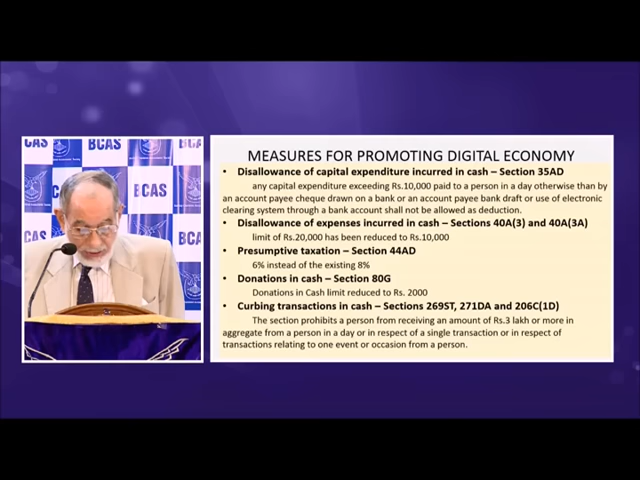 BCAS
BCAS
BCAS
BCAS
BCAS
MEASURES FOR PROMOTING DIGITAL ECONOMY
• Disallowance of capital expenditure incurred in cash – Section 35AD
any capital expenditure exceeding Rs.10,000 paid to a person in a day otherwise than by
an account payee cheque drawn on a bank or an account payee bank draft or use of electronic
clearing system through a bank account shall not be allowed as deduction.
• Disallowance of expenses incurred in cash – Sections 40A(3) and 40A(3A)
limit of Rs.20,000 has been reduced to Rs.10,000
• Presumptive taxation – Section 44AD
6% instead of the existing 8%
• Donations in cash – Section 80G
Donations in Cash limit reduced to Rs. 2000
• Curbing transactions in cash – Sections 269ST, 271DA and 206C(1D)
The section prohibits a person from receiving an amount of Rs.3 lakh or more in
aggregate from a person in a day or in respect of a single transaction or in respect of
transactions relating to one event or occasion from a person.